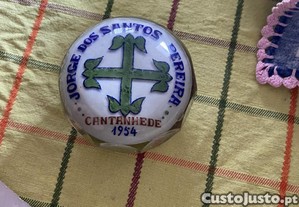 JORGE DOS SANTOS PEREIRA
CANTANHEDE
1954
CustoJusto.pt